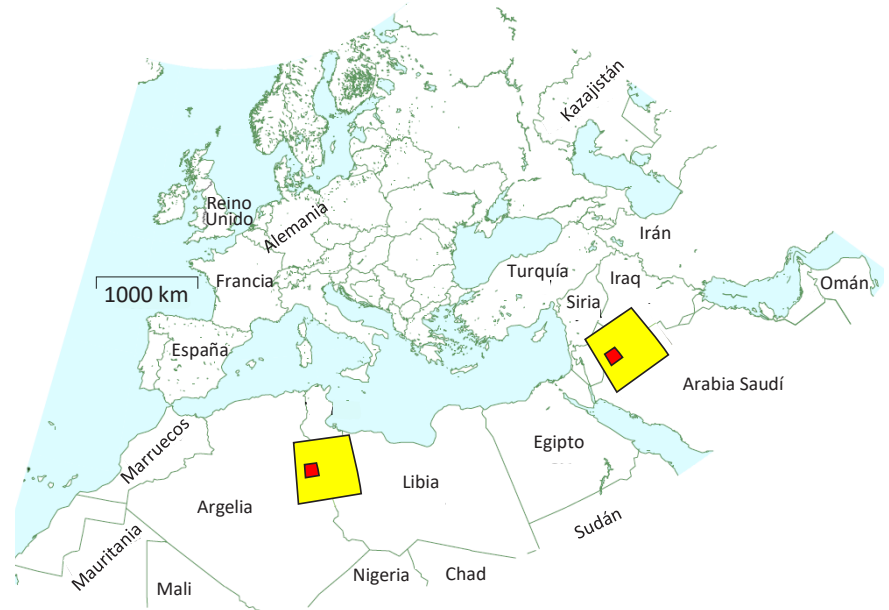 Kazajistán
Reino
Unido
Alemania
Irán
Francia
Turquía
Iraq
Omán
1000 km
Siria
España
Arabia Saudí
Marruecos
Egipto
Libia
Argelia
Sudán
Mauritania
Nigeria
Chad
Mali